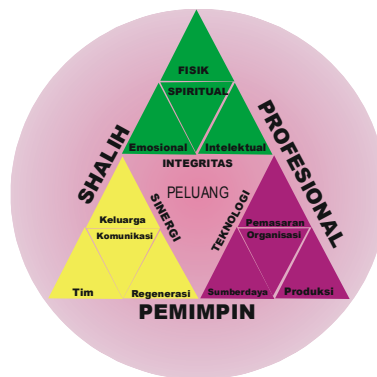 FISIK
SPIRITUAL
Emosional
Intelektual
INTEGRITAS
SHALIH
PROFESIONAL
PELUANG
SINERGI
TEKNOLOGI
Keluarga
Komunikasi
Tim
Regenerasi
Pemasaran
Organisasi
Sumberdaya
Produksi
PEMIMPIN